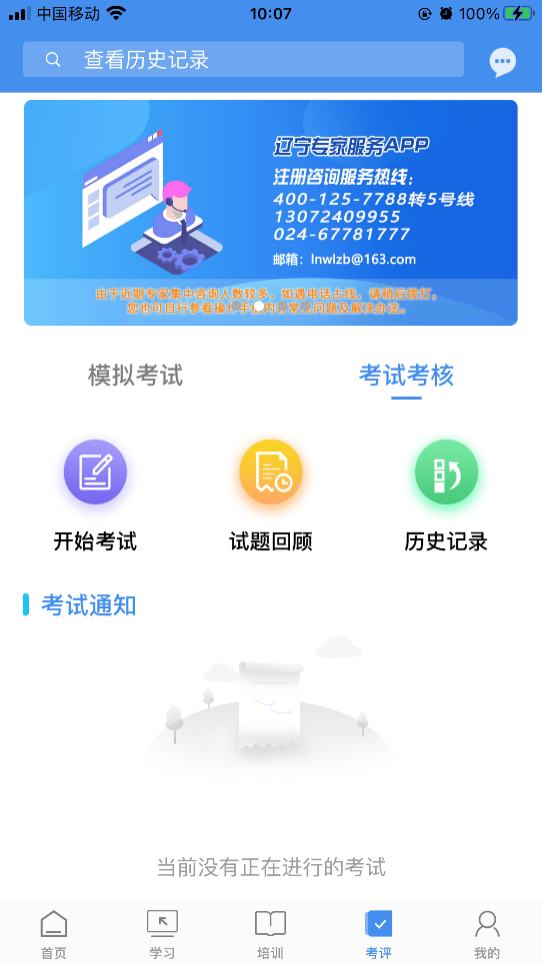 中国移动
10:07
100%
查看历史记录
辽宁专家服务APP
注册咨询服务热线：
400-125-7788转5号线
13072409955
024-67781777
邮箱：lnwlzb@163.com
由于近期专家集中咨询人数较多，如遇电话占线，请稍后拨打，
您也可自行参看操作手册内容常见问题及解决办法。
模拟考试
考试考核
开始考试
试题回顾
历史记录
考试通知
当前没有正在进行的考试
首页
学习
培训
考评
我的